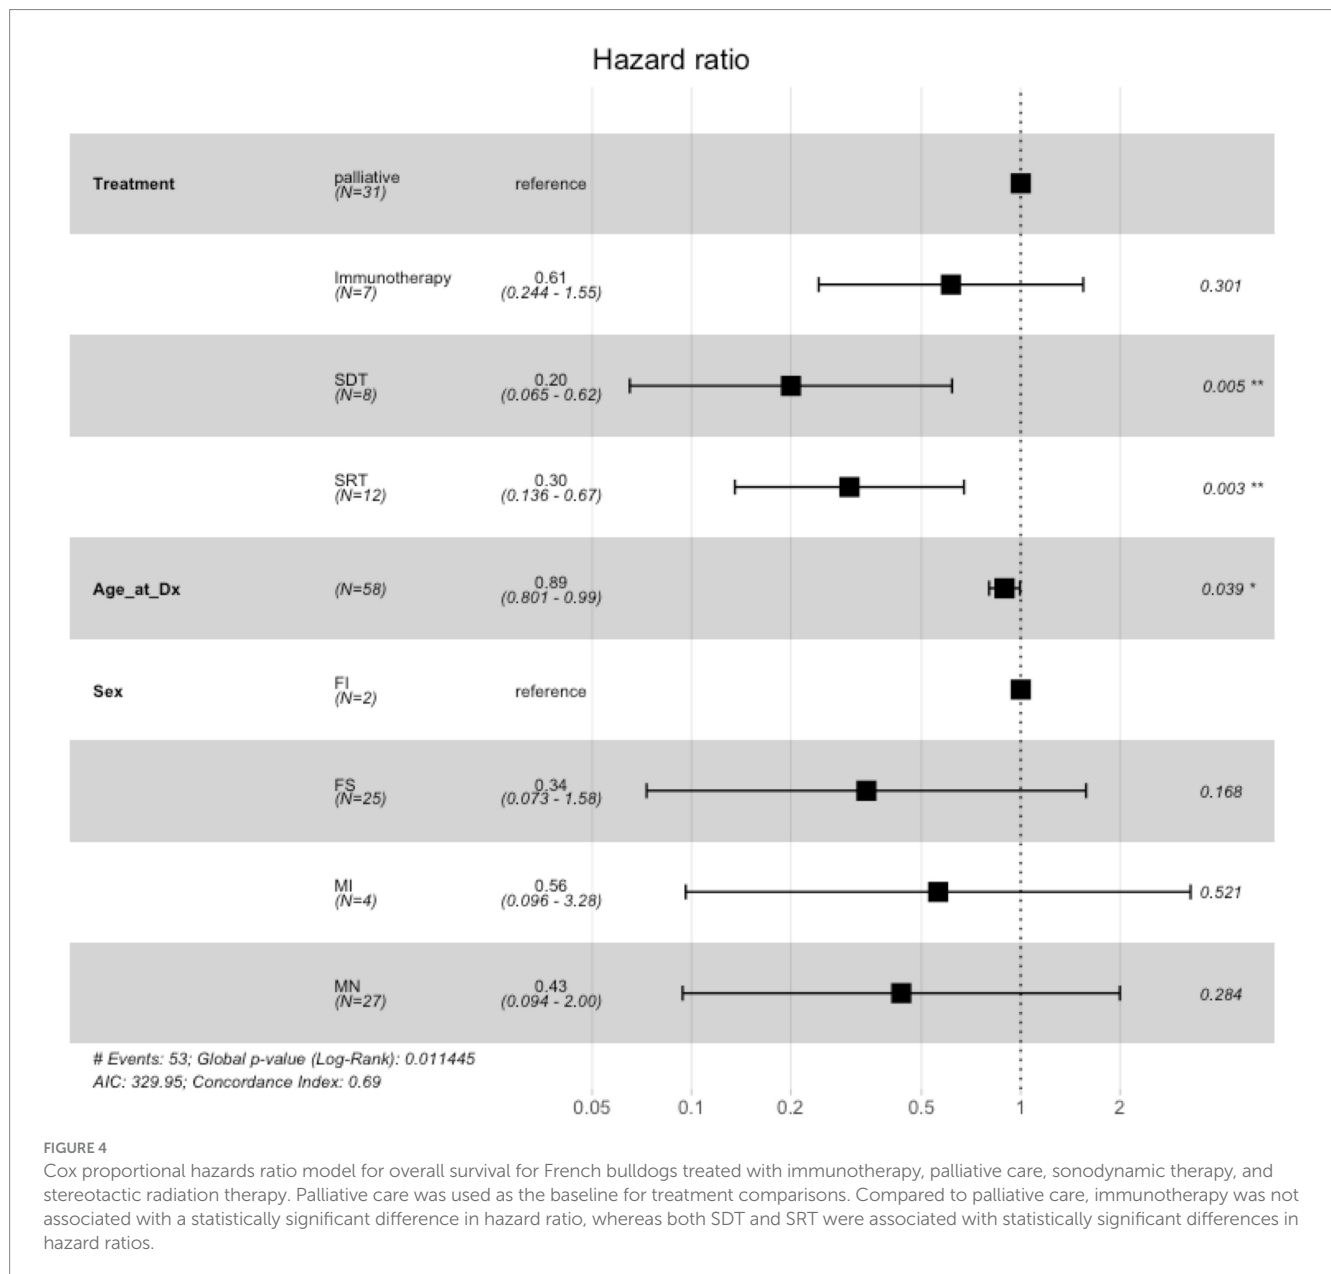 Hazard ratio
Treatment palliative reference
(N=31)
Immunotherapy 0.61 0.301
(N=7) (0.244 - 1.55)
SDT 0.20 0.005 **
(N=8) (0.065 - 0.62)
SRT 0.30 0.003 **
(N=12) (0.136 - 0.67)
Age_at_Dx (N=58) 0.89 0.039 *
(0.801 - 0.99)
Sex FI reference
(N=2)
FS 0.34 0.168
(N=25) (0.073 - 1.58)
MI 0.56 0.521
(N=4) (0.096 - 3.28)
MN 0.43 0.284
(N=27) (0.094 - 2.00)
# Events: 53; Global p-value (Log-Rank): 0.011445
AIC: 329.95; Concordance Index: 0.69
0.05 0.1 0.2 0.5 1 2
FIGURE 4
Cox proportional hazards ratio model for overall survival for French bulldogs treated with immunotherapy, palliative care, sonodynamic therapy, and
stereotactic radiation therapy. Palliative care was used as the baseline for treatment comparisons. Compared to palliative care, immunotherapy was not
associated with a statistically significant difference in hazard ratio, whereas both SDT and SRT were associated with statistically significant differences in
hazard ratios.